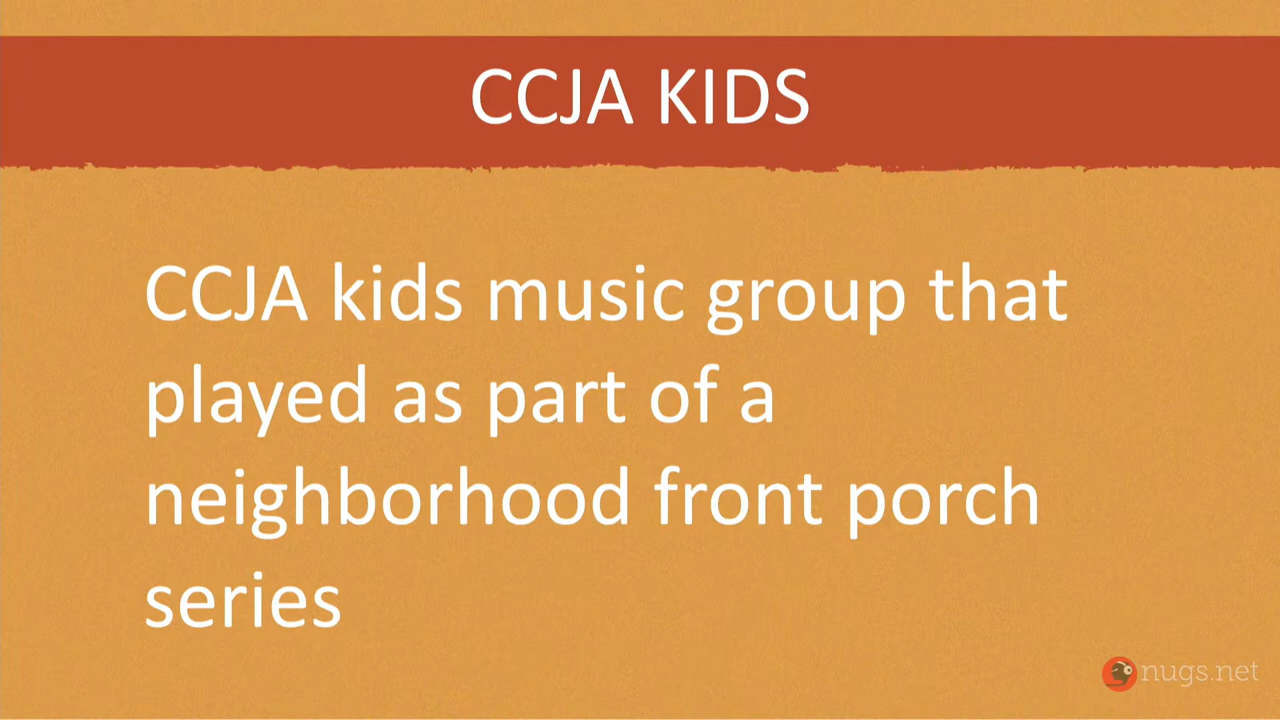 CCJA KIDS
CCJA kids music group that
played as part of a
neighborhood front porch
series
nugs.net